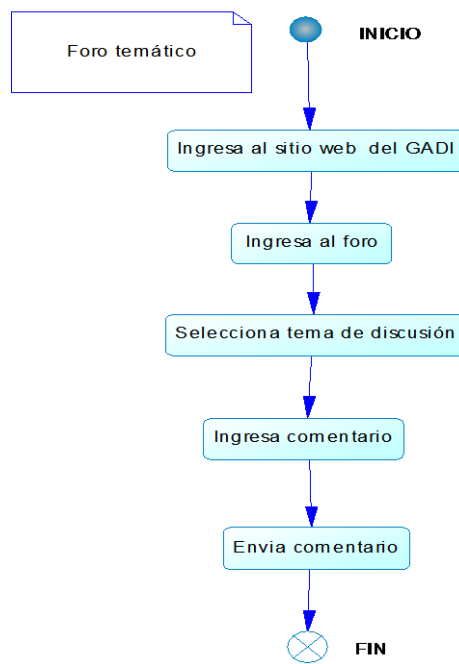 INICIO
Foro temático
Ingresa al sitio web del GADI
Ingresa al foro
Selecciona tema de discusión
Ingresa comentario
Envia comentario
FIN